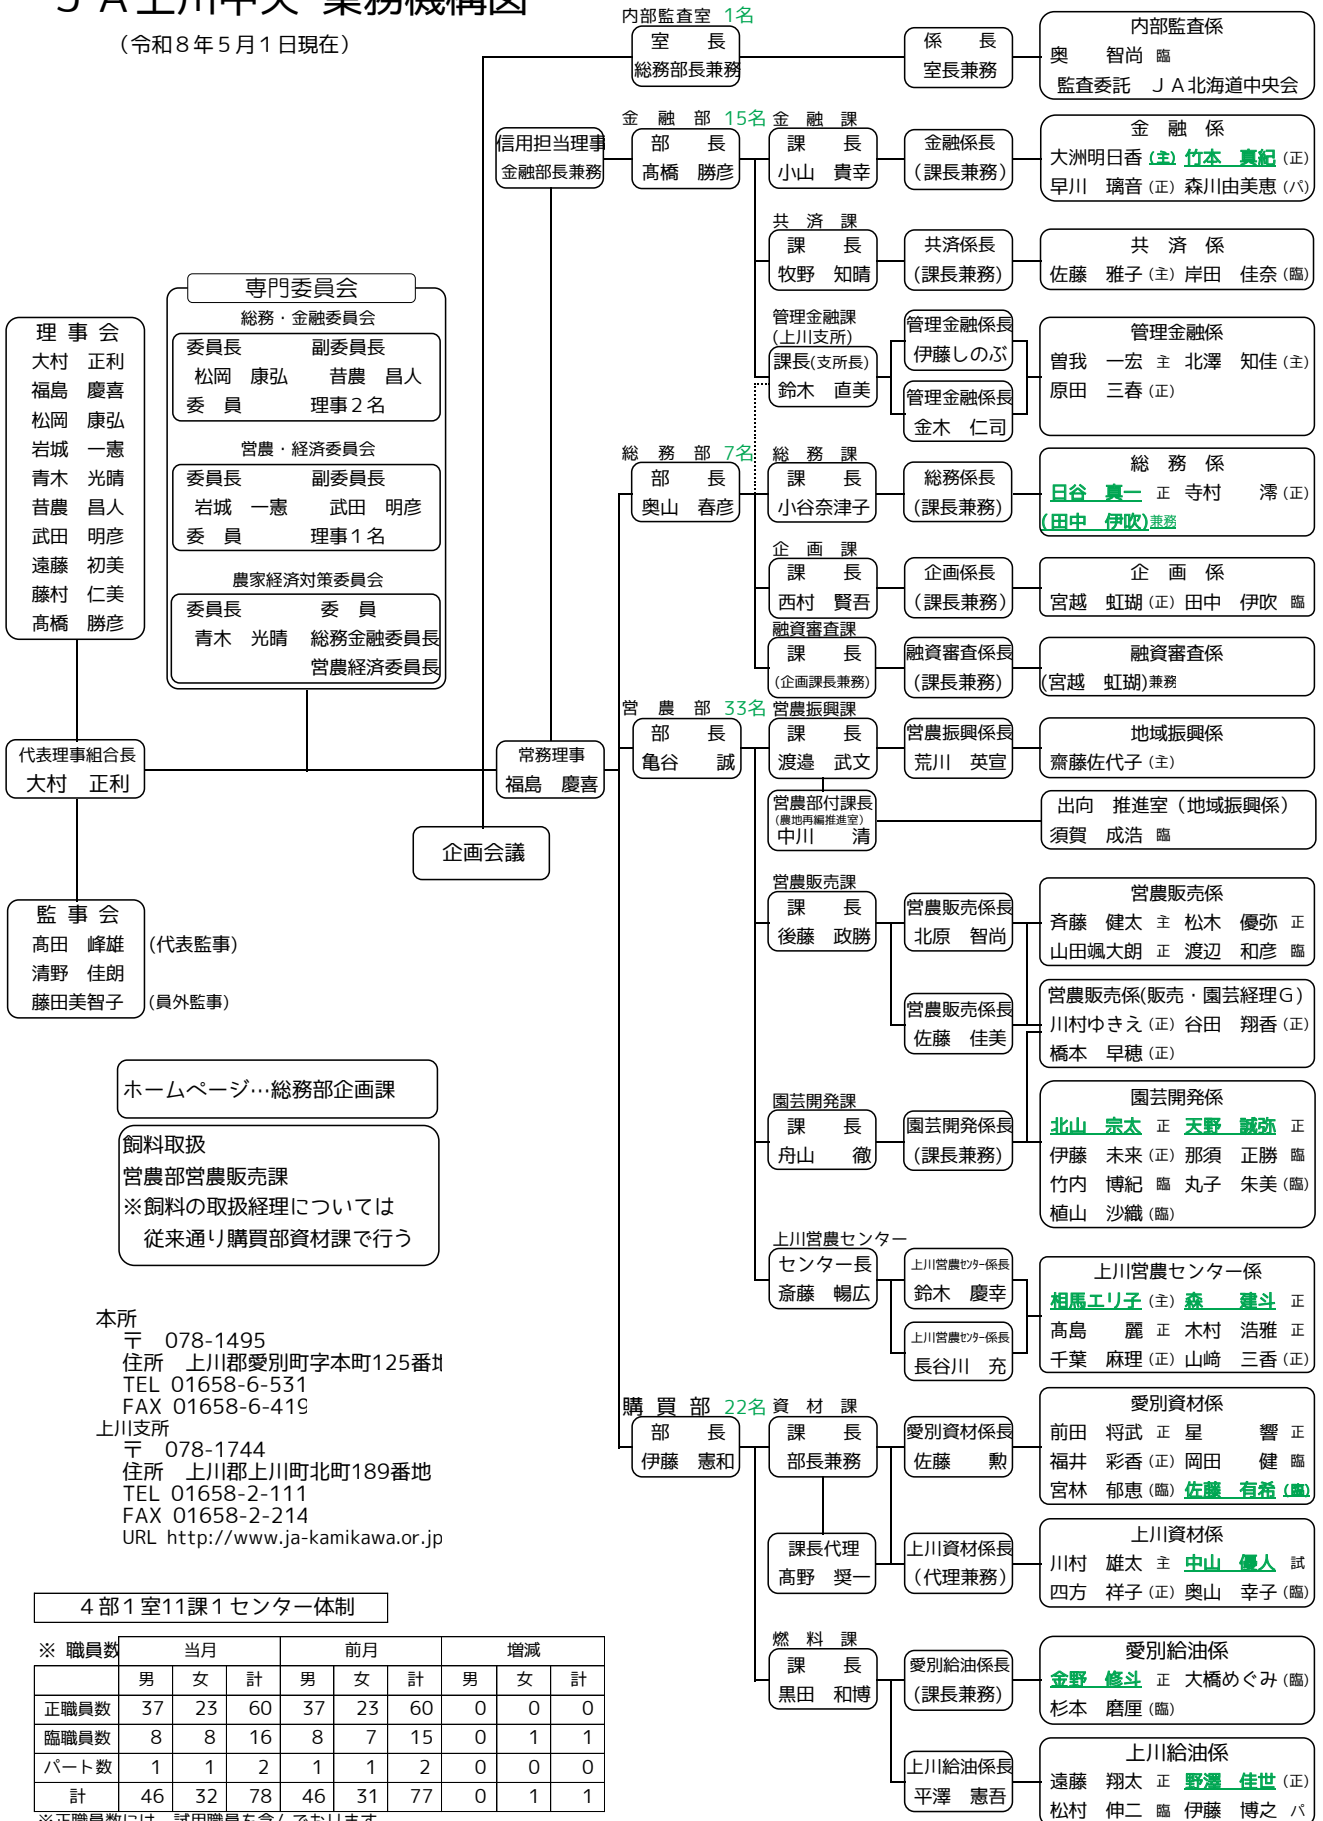 ＪＡ上川中央 業務機構図
（令和８年５月１日現在）
内部監査室 1名
室　長
総務部長兼務
係　長
室長兼務
内部監査係
奥　智尚 臨
監査委託　ＪＡ北海道中央会
信用担当理事
金融部長兼務
金　融　部 15名
部　長
髙橋　勝彦
金　融　課
課　長
小山　貴幸
金融係長
(課長兼務)
金　融　係
大洲明日香 (主) 竹本　真紀 (正)
早川　璃音 (正) 森川由美恵 (パ)
共　済　課
課　長
牧野　知晴
共済係長
(課長兼務)
共　済　係
佐藤　雅子 (主) 岸田　佳奈 (臨)
管理金融課
(上川支所)
課長(支所長)
鈴木　直美
管理金融係長
伊藤しのぶ
管理金融係長
金木　仁司
管理金融係
曽我　一宏 主 北澤　知佳 (主)
原田　三春 (正)
専門委員会
総務・金融委員会
委員長　副委員長
松岡　康弘　昔農　昌人
委　員　理事２名
営農・経済委員会
委員長　副委員長
岩城　一憲　武田　明彦
委　員　理事１名
農家経済対策委員会
委員長　委　員
青木　光晴　総務金融委員長
営農経済委員長
理 事 会
大村　正利
福島　慶喜
松岡　康弘
岩城　一憲
青木　光晴
昔農　昌人
武田　明彦
遠藤　初美
藤村　仁美
髙橋　勝彦
総　務　部 7名
部　長
奥山　春彦
総　務　課
課　長
小谷奈津子
総務係長
(課長兼務)
総　務　係
日谷　真一 正 寺村　澪 (正)
(田中　伊吹)兼務
企　画　課
課　長
西村　賢吾
企画係長
(課長兼務)
企　画　係
宮越　虹瑚 (正) 田中　伊吹 臨
融資審査課
課　長
(企画課長兼務)
融資審査係長
(課長兼務)
融資審査係
(宮越　虹瑚)兼務
代表理事組合長
大村　正利
常務理事
福島　慶喜
企画会議
営　農　部 33名
部　長
亀谷　誠
営農振興課
課　長
渡邉　武文
営農振興係長
荒川　英宣
地域振興係
齋藤佐代子 (主)
営農部付課長
(農地再編推進室)
中川　清
出向　推進室（地域振興係）
須賀　成浩 臨
営農販売課
課　長
後藤　政勝
営農販売係長
北原　智尚
営農販売係長
佐藤　佳美
営農販売係
斉藤　健太 主 松木　優弥 正
山田颯大朗 正 渡辺　和彦 臨
営農販売係(販売・園芸経理Ｇ)
川村ゆきえ (正) 谷田　翔香 (正)
橋本　早穂 (正)
監 事 会
髙田　峰雄 (代表監事)
清野　佳朗
藤田美智子 (員外監事)
園芸開発課
課　長
舟山　徹
園芸開発係長
(課長兼務)
園芸開発係
北山　宗太 正 天野　誠弥 正
伊藤　未来 (正) 那須　正勝 臨
竹内　博紀 臨 丸子　朱美 (臨)
植山　沙織 (臨)
ホームページ…総務部企画課
飼料取扱
営農部営農販売課
※飼料の取扱経理については
従来通り購買部資材課で行う
上川営農センター
センター長
斎藤　暢広
上川営農ｾﾝﾀｰ係長
鈴木　慶幸
上川営農ｾﾝﾀｰ係長
長谷川　充
上川営農センター係
相馬エリ子 (主) 森　建斗 正
髙島　麗 正 木村　浩雅 正
千葉　麻理 (正) 山﨑　三香 (正)
本所
〒 078-1495
住所　上川郡愛別町字本町125番地
TEL 01658-6-531
FAX 01658-6-419
上川支所
〒 078-1744
住所　上川郡上川町北町189番地
TEL 01658-2-111
FAX 01658-2-214
URL http://www.ja-kamikawa.or.jp
購　買　部 22名
部　長
伊藤　憲和
資　材　課
課　長
部長兼務
課長代理
髙野　奨一
愛別資材係長
佐藤　勲
上川資材係長
(代理兼務)
愛別資材係
前田　将武 正 星　響 正
福井　彩香 (正) 岡田　健 臨
宮林　郁恵 (臨) 佐藤　有希 (臨)
上川資材係
川村　雄太 主 中山　優人 試
四方　祥子 (正) 奥山　幸子 (臨)
燃　料　課
課　長
黒田　和博
愛別給油係長
(課長兼務)
上川給油係長
平澤　憲吾
愛別給油係
金野　修斗 正 大橋めぐみ (臨)
杉本　磨厘 (臨)
上川給油係
遠藤　翔太 正 野澤　佳世 (正)
松村　伸二 臨 伊藤　博之 パ
４部１室11課１センター体制
※ 職員数 当月 前月 増減
男 女 計 男 女 計 男 女 計
正職員数 37 23 60 37 23 60 0 0 0
臨職員数 8 8 16 8 7 15 0 1 1
パート数 1 1 2 1 1 2 0 0 0
計 46 32 78 46 31 77 0 1 1
※正職員数には、試用職員を含んでおります